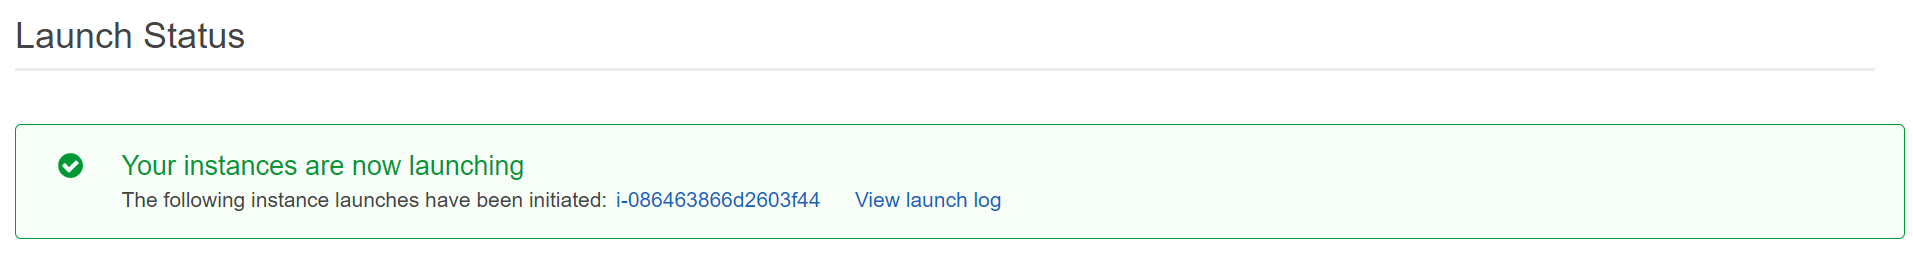 Launch Status
Your instances are now launching
The following instance launches have been initiated: i-086463866d2603f44 View launch log